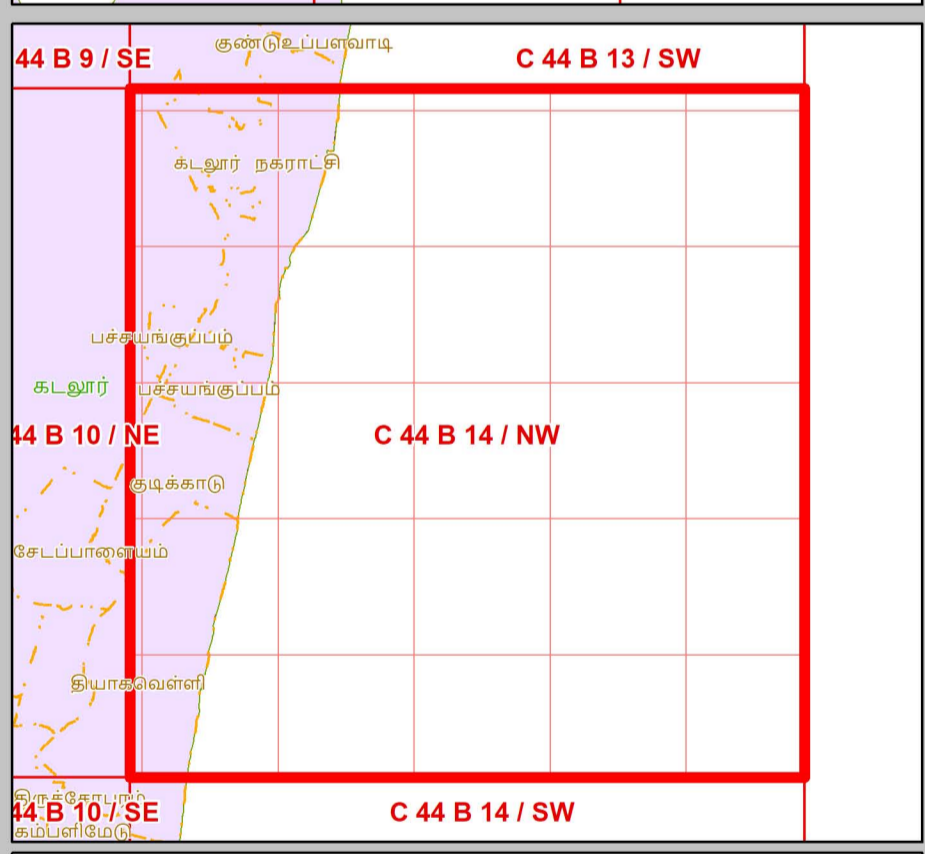 குண்டுஉப்பளவாடி
44 B 9 / SE
C 44 B 13 / SW
கடலூர் நகராட்சி
பச்சயங்குப்பம்
கடலூர்
பச்சயங்குப்பம்
44 B 10 / NE
C 44 B 14 / NW
குடிக்காடு
சேடப்பாளையம்
தியாகவெள்ளி
திருச்சோபுரம்
44 B 10 / SE
C 44 B 14 / SW
கம்பளிமேடு